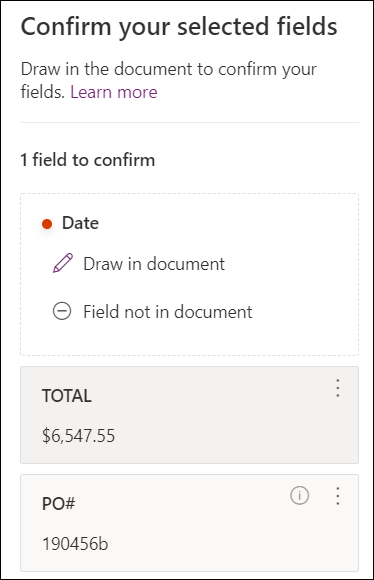 Confirm your selected fields
Draw in the document to confirm your
fields. Learn more
1 field to confirm
Date
Draw in document
Field not in document
TOTAL
$6,547.55
PO#
190456b